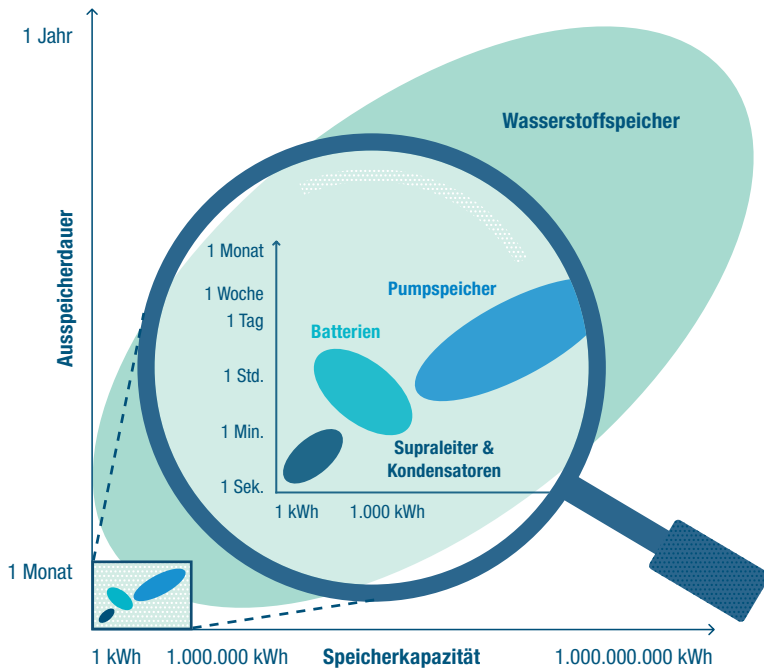 1 Jahr
Wasserstoffspeicher
Ausspeicherdauer
1 Monat
1 Woche
1 Tag
1 Std.
1 Min.
1 Sek.
Pumpspeicher
Batterien
Supraleiter &
Kondensatoren
1 kWh
1.000 kWh
1 Monat
1 kWh
1.000.000 kWh
Speicherkapazität
1.000.000.000 kWh